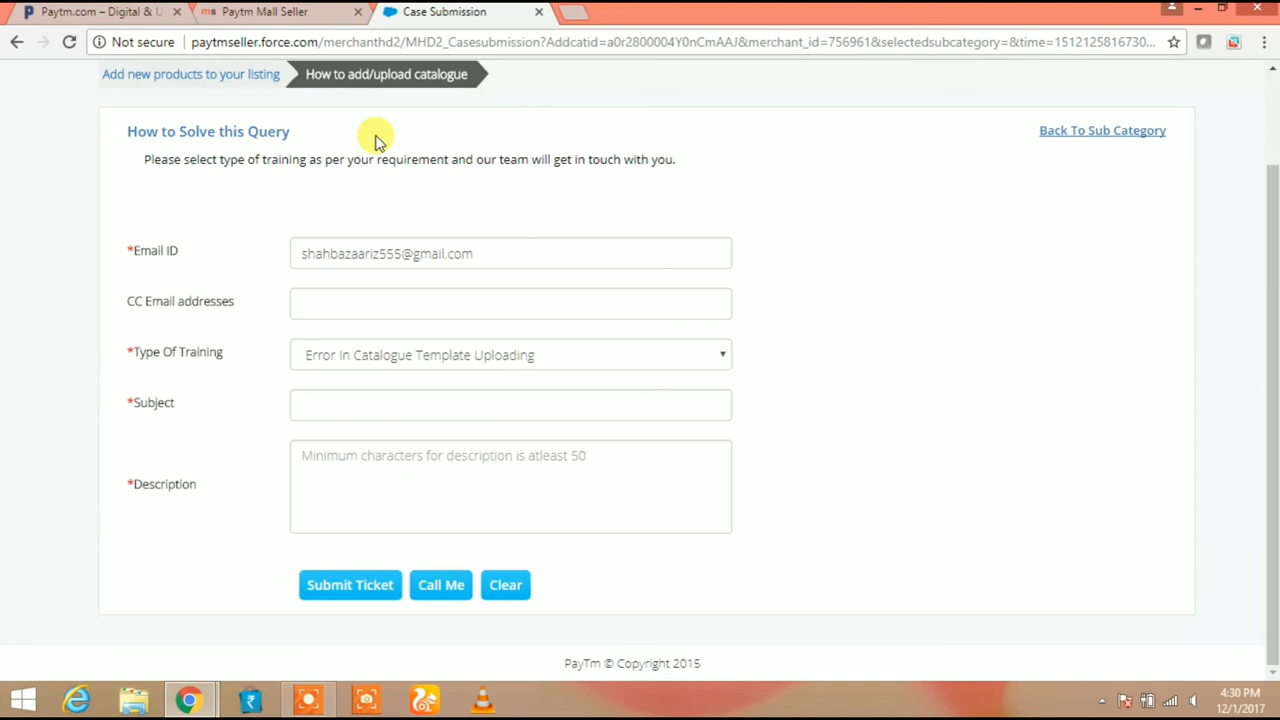 Paytm.com – Digital & U
Paytm Mall Seller
Case Submission
Not secure
paytmseller.force.com/merchanthd2/MHD2_Casesubmission?Addcatid=a0r2800004Y0nCmAAJ&merchant_id=756961&selectedsubcategory=&time=1512125816730...
Add new products to your listing
How to add/upload catalogue
How to Solve this Query
Back To Sub Category
Please select type of training as per your requirement and our team will get in touch with you.
*Email ID
shahbazaariz555@gmail.com
CC Email addresses
*Type Of Training
Error In Catalogue Template Uploading
*Subject
Minimum characters for description is atleast 50
*Description
Submit Ticket
Call Me
Clear
PayTm © Copyright 2015
4:30 PM
12/1/2017